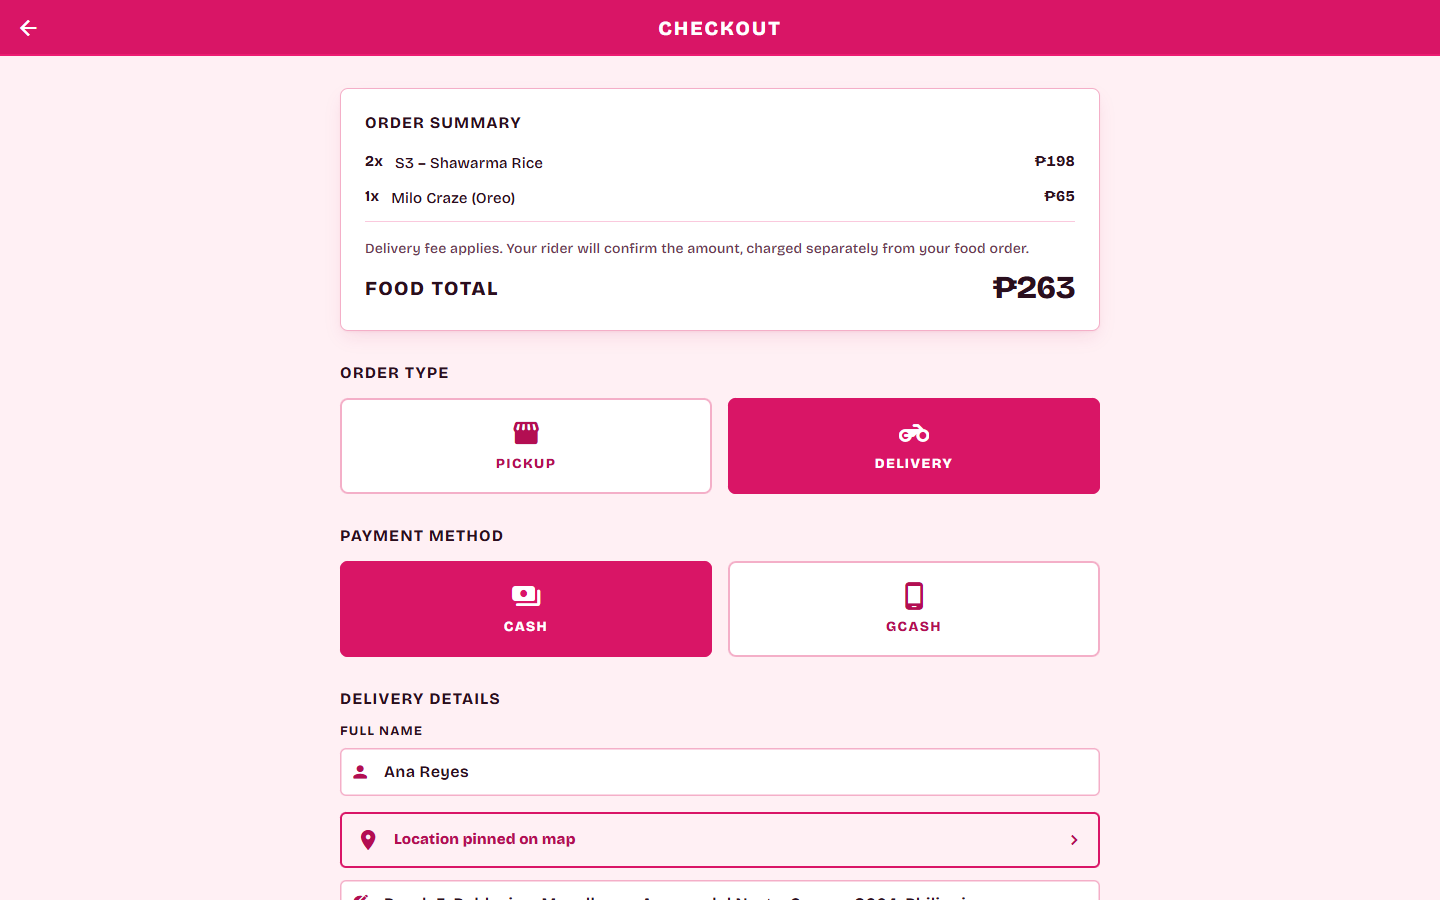 CHECKOUT
ORDER SUMMARY
2x S3 – Shawarma Rice ₱198
1x Milo Craze (Oreo) ₱65
Delivery fee applies. Your rider will confirm the amount, charged separately from your food order.
FOOD TOTAL ₱263
ORDER TYPE
PICKUP DELIVERY
PAYMENT METHOD
CASH GCASH
DELIVERY DETAILS
FULL NAME
Ana Reyes
Location pinned on map